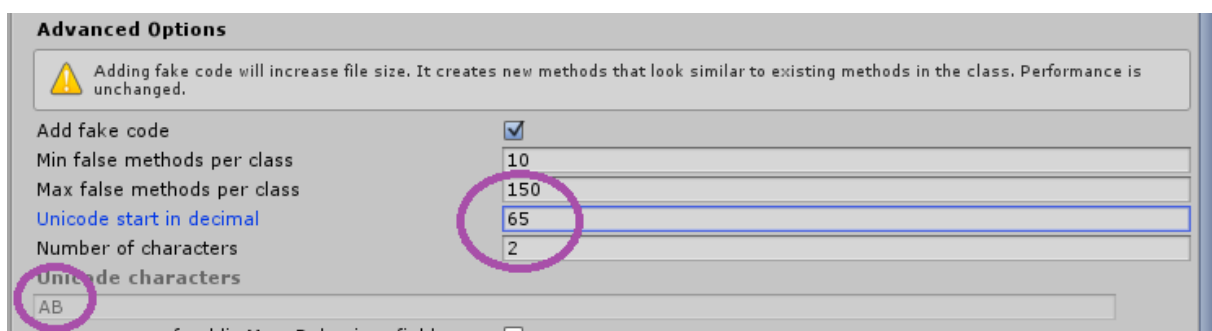 Advanced Options
Adding fake code will increase file size. It creates new methods that look similar to existing methods in the class. Performance is
unchanged.
Add fake code
Min false methods per class 10
Max false methods per class 150
Unicode start in decimal 65
Number of characters 2
Unicode characters
AB